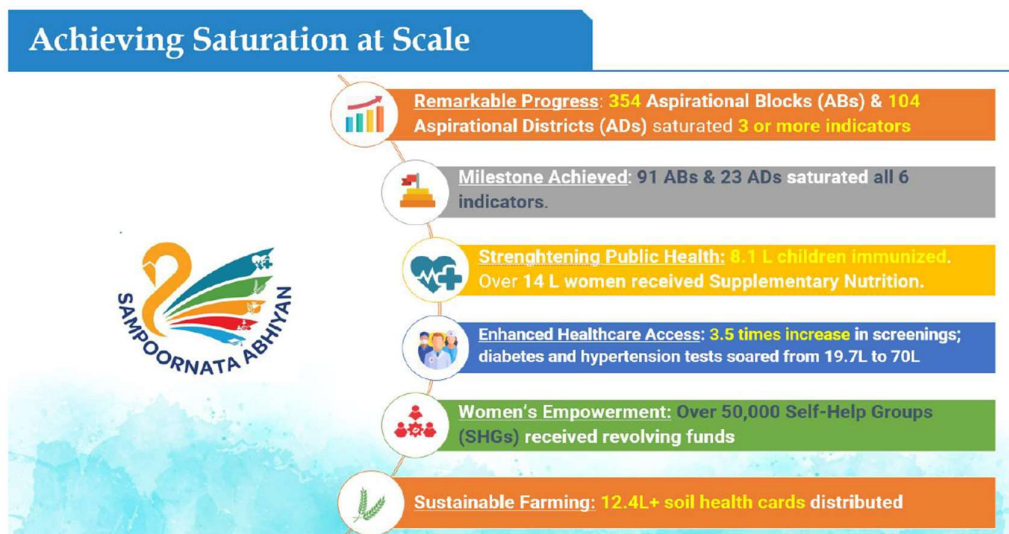 Achieving Saturation at Scale
Remarkable Progress: 354 Aspirational Blocks (ABs) & 104
Aspirational Districts (ADs) saturated 3 or more indicators
Milestone Achieved: 91 ABs & 23 ADs saturated all 6
indicators.
Strenghtening Public Health: 8.1 L children immunized.
Over 14 L women received Supplementary Nutrition.
SAMPOORNATA ABHIYAN
Enhanced Healthcare Access: 3.5 times increase in screenings;
diabetes and hypertension tests soared from 19.7L to 70L
Women's Empowerment: Over 50,000 Self-Help Groups
(SHGs) received revolving funds
Sustainable Farming: 12.4L+ soil health cards distributed